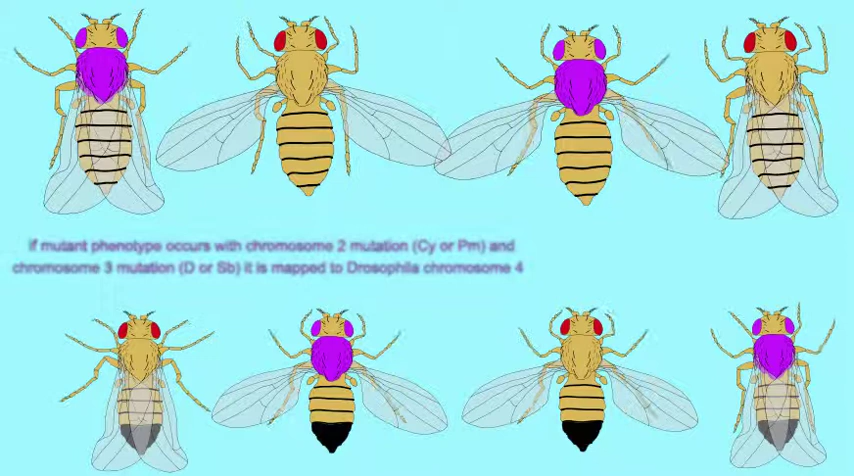 If mutant phenotype occurs with chromosome 2 mutation (Cy or Pm) and
chromosome 3 mutation (D or Sb) it is mapped to Drosophila chromosome 4